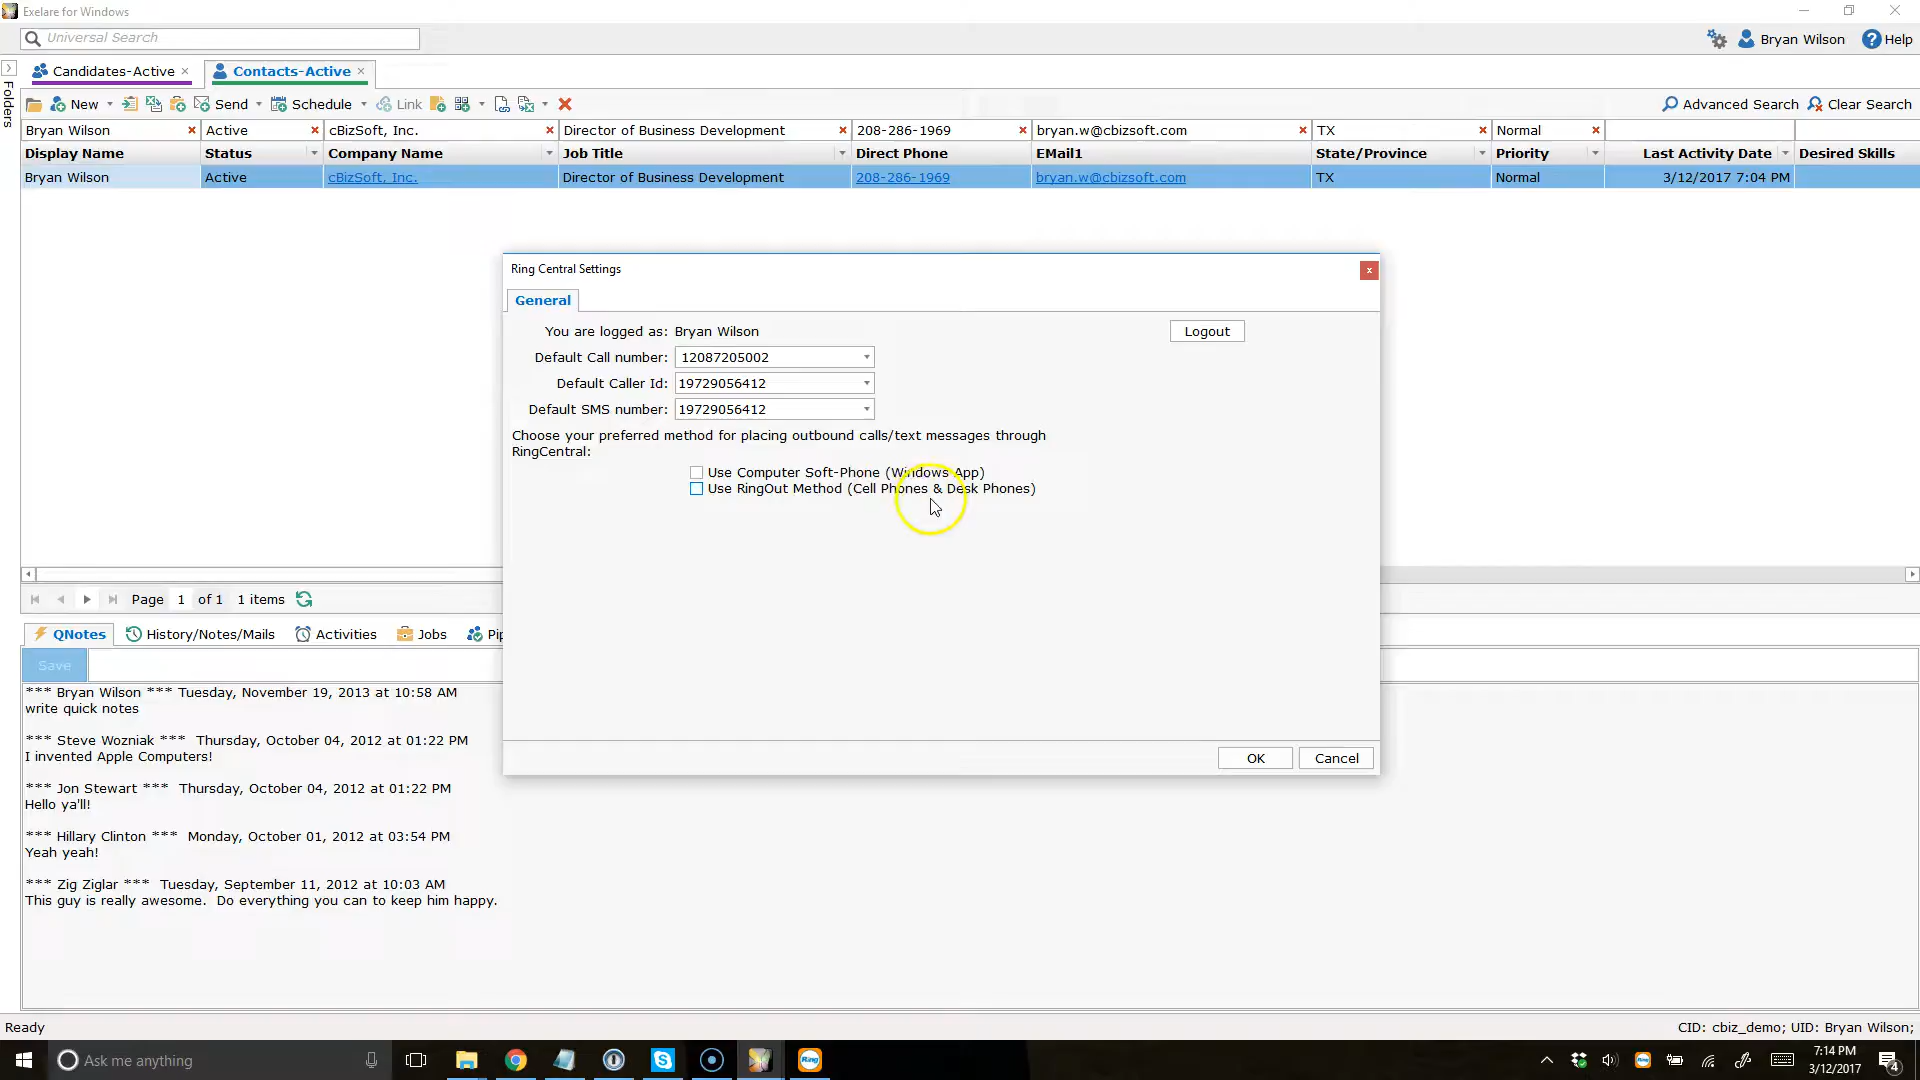 Exelare for Windows
Universal Search
Bryan Wilson
Help
Folders
Candidates-Active
Contacts-Active
New
Send
Schedule
Link
Advanced Search
Clear Search
Bryan Wilson Active cBizSoft, Inc. Director of Business Development 208-286-1969 bryan.w@cbizsoft.com TX Normal
Display Name Status Company Name Job Title Direct Phone EMail1 State/Province Priority Last Activity Date Desired Skills
Bryan Wilson Active cBizSoft, Inc. Director of Business Development 208-286-1969 bryan.w@cbizsoft.com TX Normal 3/12/2017 7:04 PM
Ring Central Settings
General
You are logged as: Bryan Wilson
Logout
Default Call number: 12087205002
Default Caller Id: 19729056412
Default SMS number: 19729056412
Choose your preferred method for placing outbound calls/text messages through
RingCentral:
Use Computer Soft-Phone (Windows App)
Use RingOut Method (Cell Phones & Desk Phones)
OK
Cancel
Page 1 of 1 1 items
QNotes
History/Notes/Mails
Activities
Jobs
Pip
Save
*** Bryan Wilson *** Tuesday, November 19, 2013 at 10:58 AM
write quick notes
*** Steve Wozniak *** Thursday, October 04, 2012 at 01:22 PM
I invented Apple Computers!
*** Jon Stewart *** Thursday, October 04, 2012 at 01:22 PM
Hello ya'll!
*** Hillary Clinton *** Monday, October 01, 2012 at 03:54 PM
Yeah yeah!
*** Zig Ziglar *** Tuesday, September 11, 2012 at 10:03 AM
This guy is really awesome. Do everything you can to keep him happy.
Ready
CID: cbiz_demo; UID: Bryan Wilson;
Ask me anything
Ring
Ring
7:14 PM
3/12/2017
4